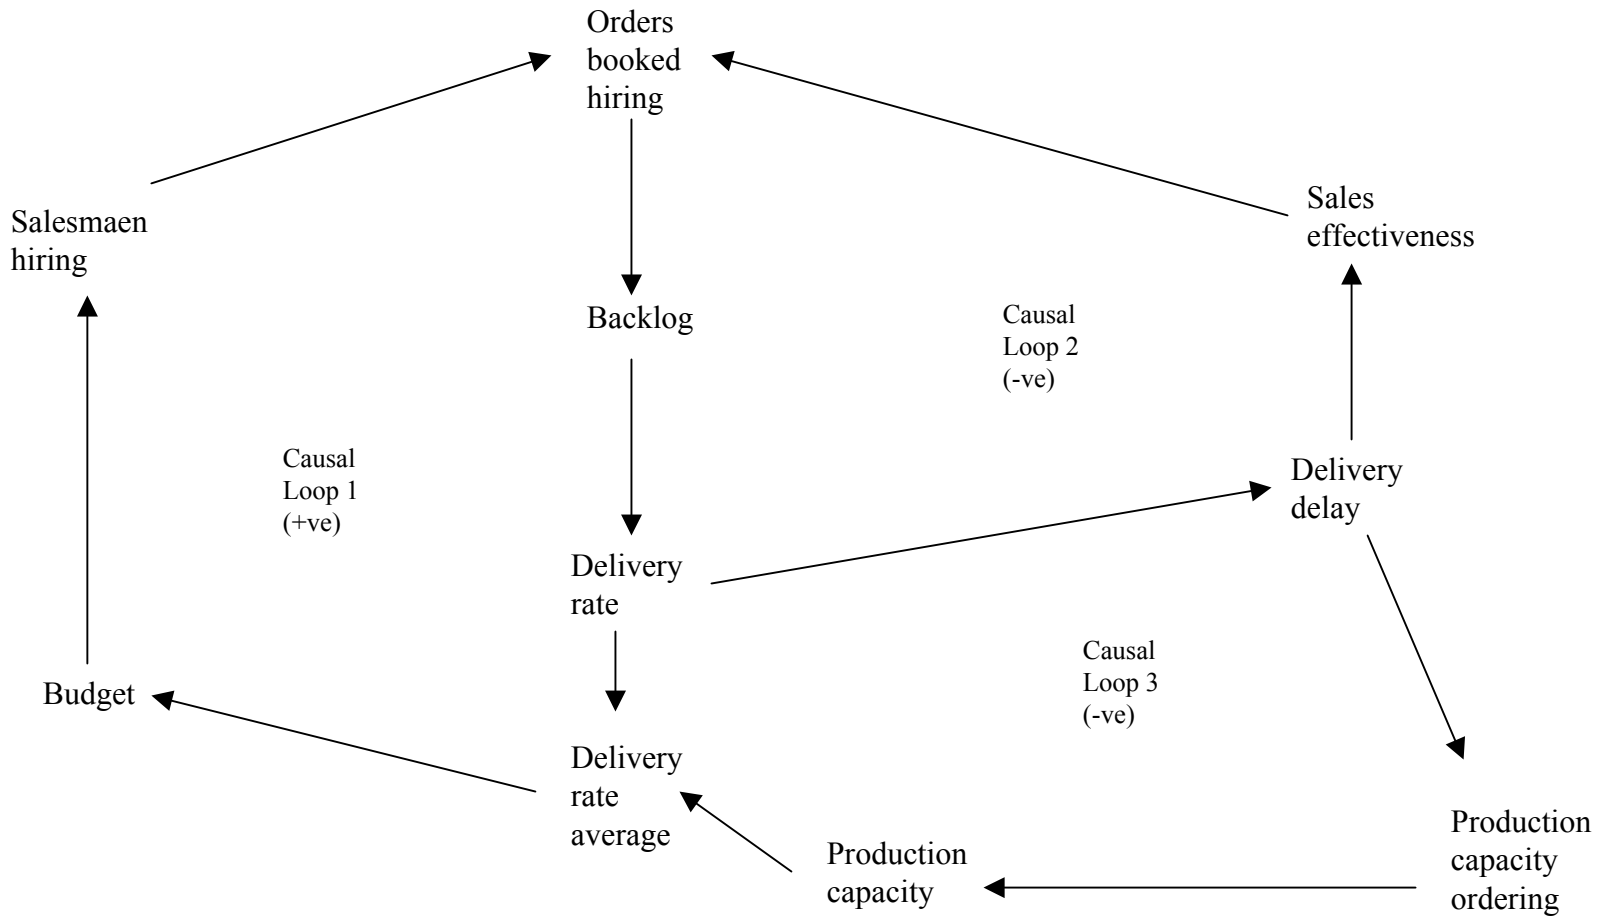 Orders
booked
hiring
Salesmaen
hiring
Sales
effectiveness
Backlog
Causal
Loop 2
(-ve)
Causal
Loop 1
(+ve)
Delivery
delay
Delivery
rate
Causal
Loop 3
(-ve)
Budget
Delivery
rate
average
Production
capacity
Production
capacity
ordering